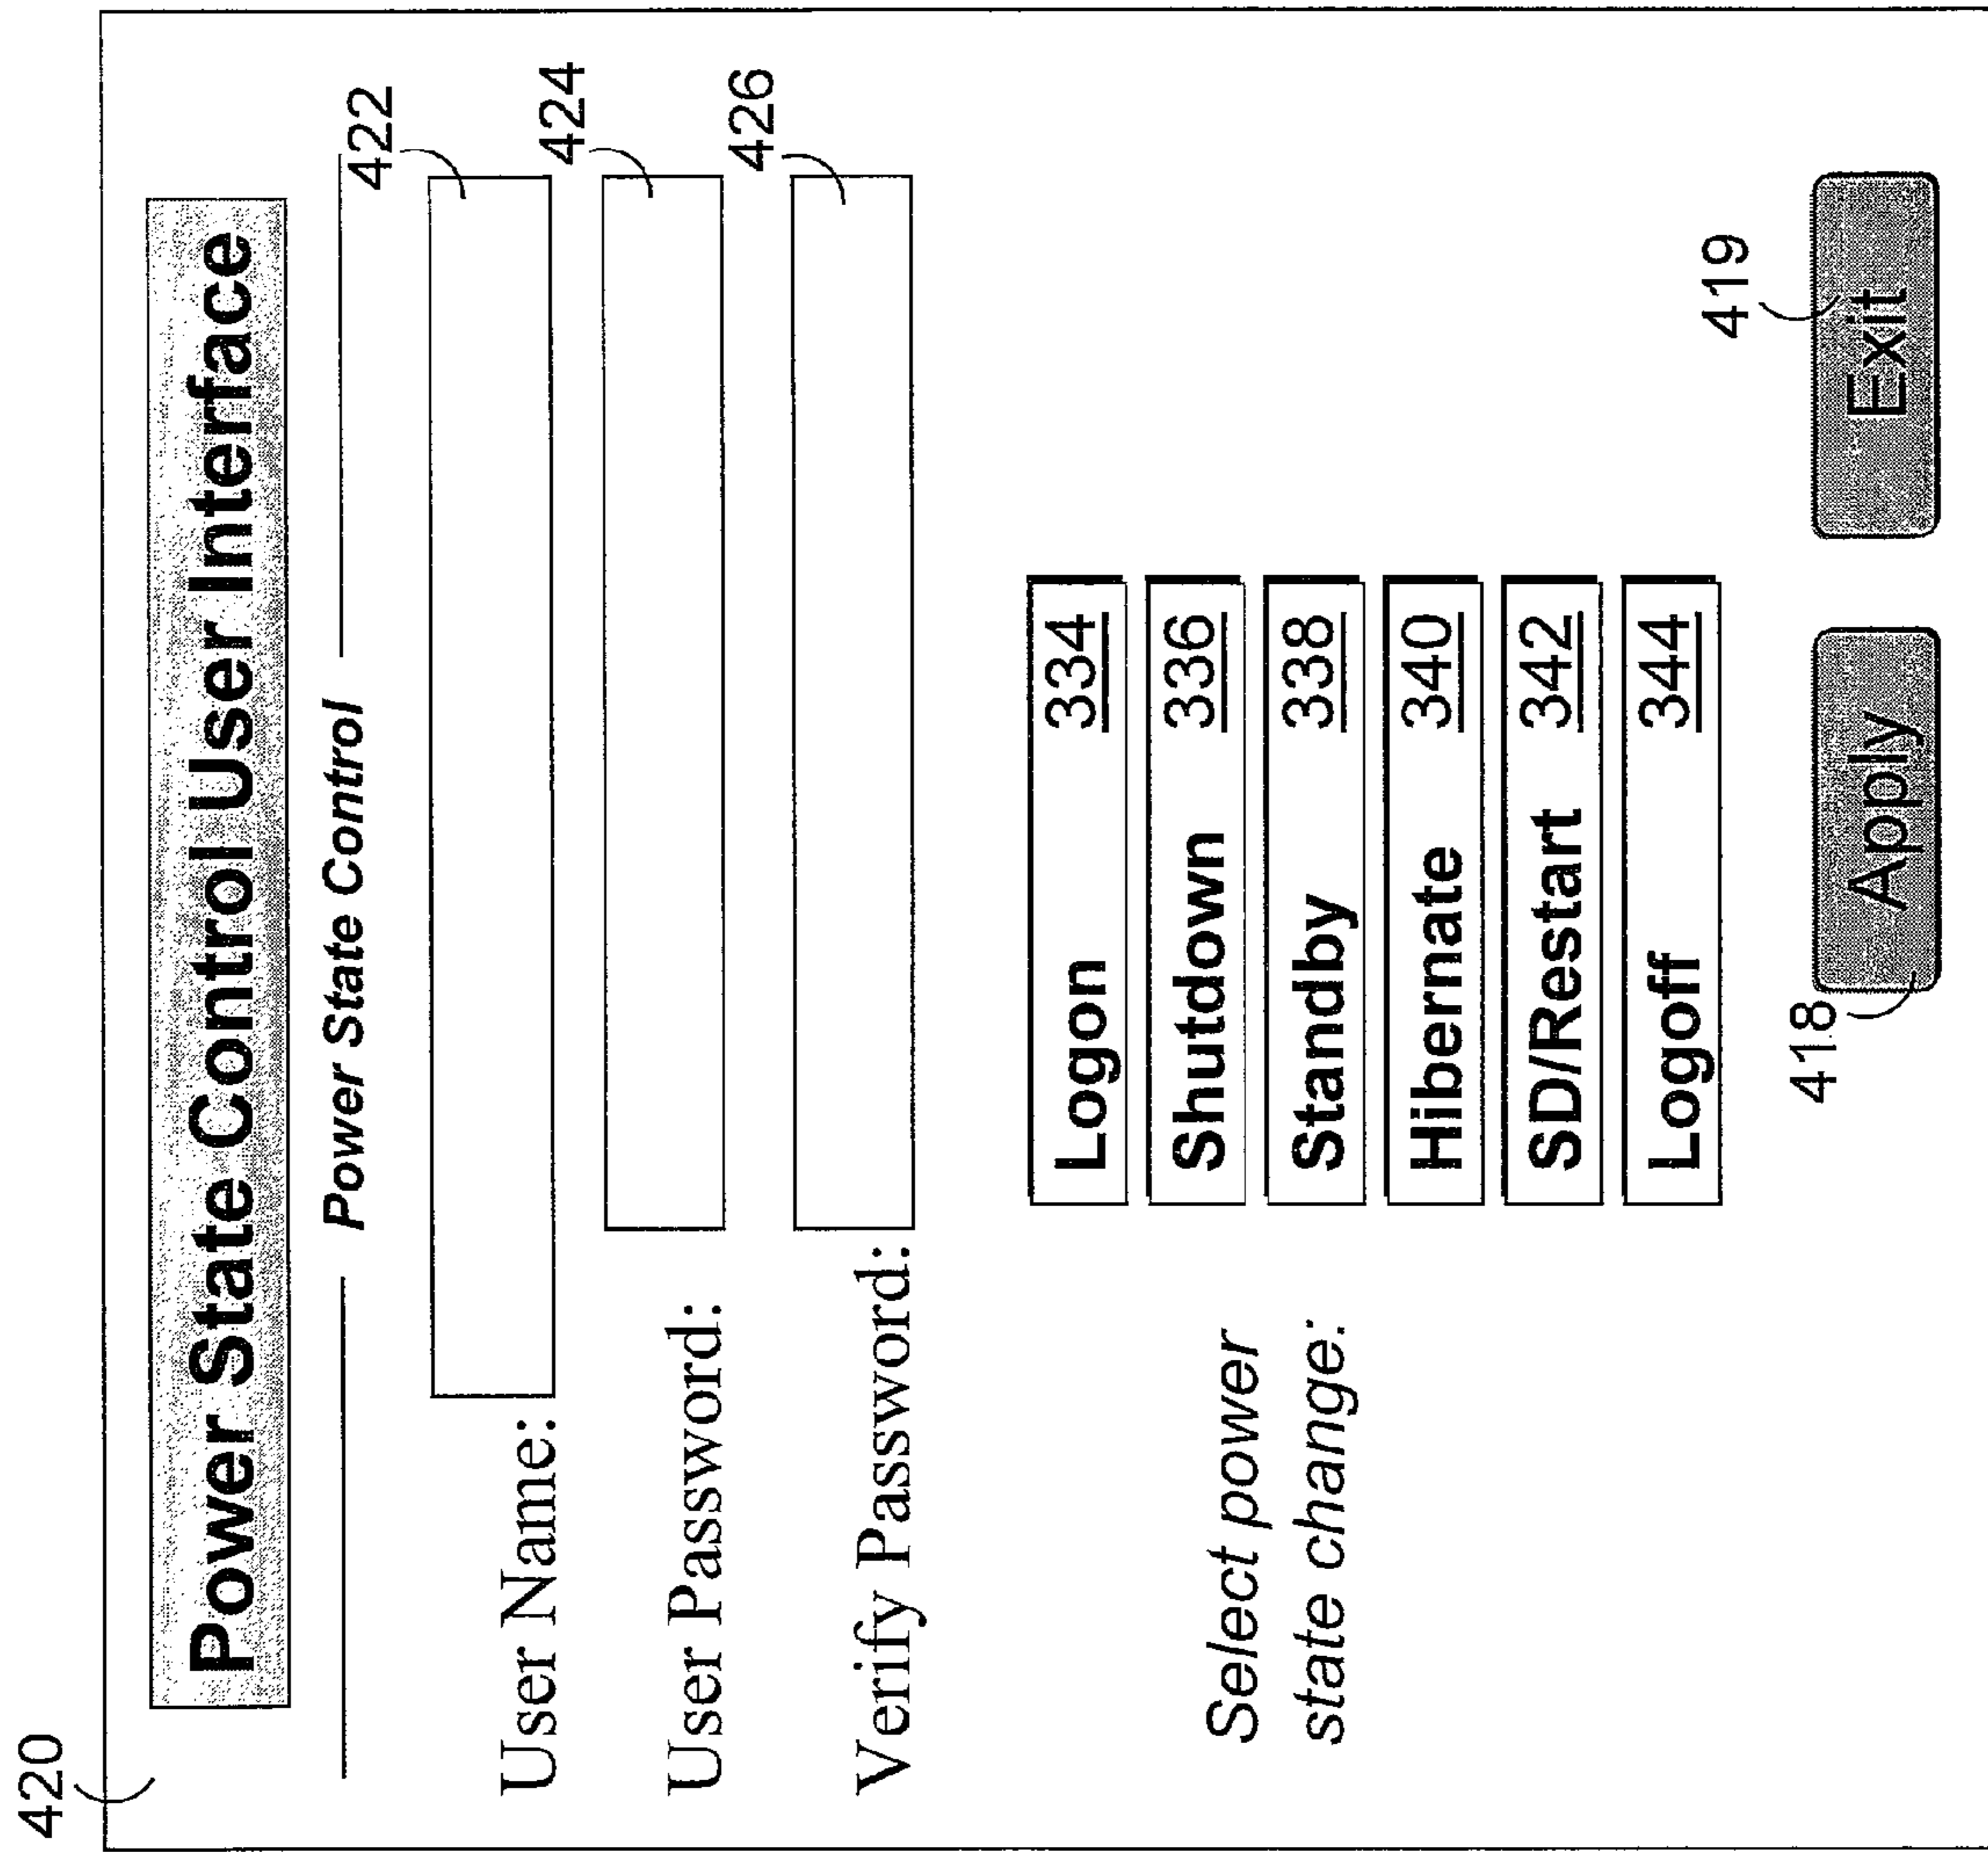 420
Power State Control User Interface
Power State Control
422
User Name:
424
User Password:
426
Verify Password:
Select power
state change:
Logon 334
Shutdown 336
Standby 338
Hibernate 340
SD/Restart 342
Logoff 344
418
Apply
419
Exit